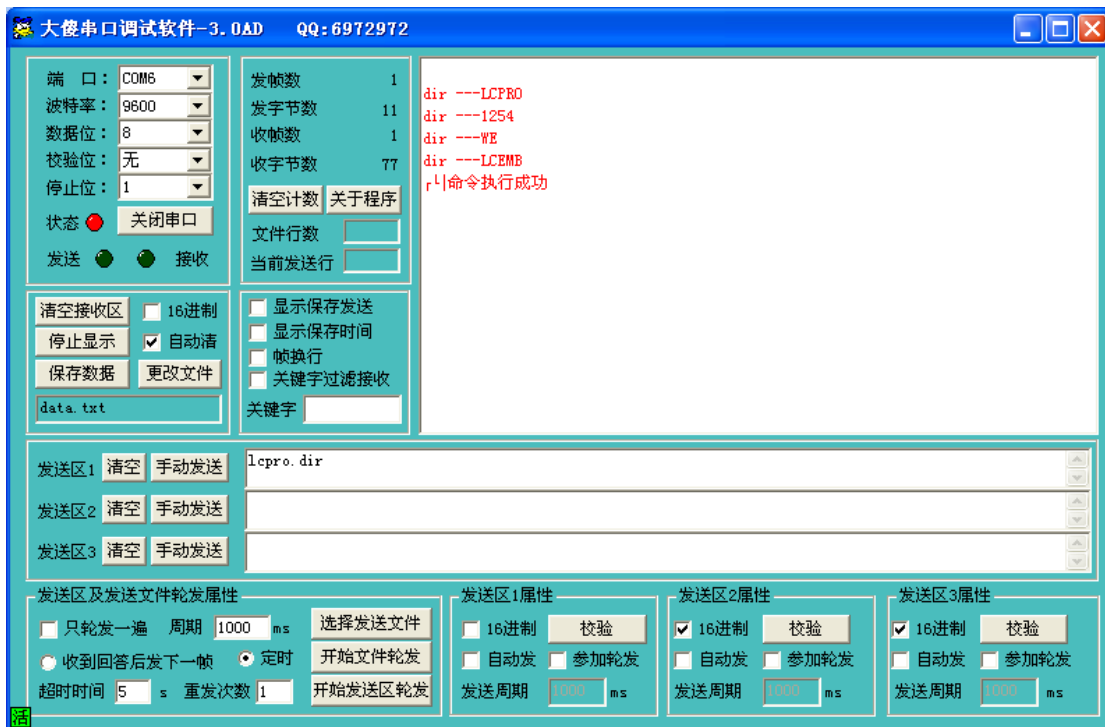 大傻串口调试软件-3.0AD QQ:6972972
端 口: COM6
波特率: 9600
数据位: 8
校验位: 无
停止位: 1
状态 关闭串口
发送 接收
发帧数 1
发字节数 11
收帧数 1
收字节数 77
清空计数 关于程序
文件行数
当前发送行
dir ---LCPRO
dir ---1254
dir ---WE
dir ---LCEMB
┌└|命令执行成功
清空接收区 16进制
停止显示 自动清
保存数据 更改文件
data.txt
显示保存发送
显示保存时间
帧换行
关键字过滤接收
关键字
发送区1 清空 手动发送 lcpro.dir
发送区2 清空 手动发送
发送区3 清空 手动发送
发送区及发送文件轮发属性
只轮发一遍 周期 1000 ms 选择发送文件
收到回答后发下一帧 定时 开始文件轮发
超时时间 5 s 重发次数 1 开始发送区轮发
发送区1属性
16进制 校验
自动发 参加轮发
发送周期 1000 ms
发送区2属性
16进制 校验
自动发 参加轮发
发送周期 1000 ms
发送区3属性
16进制 校验
自动发 参加轮发
发送周期 1000 ms
活